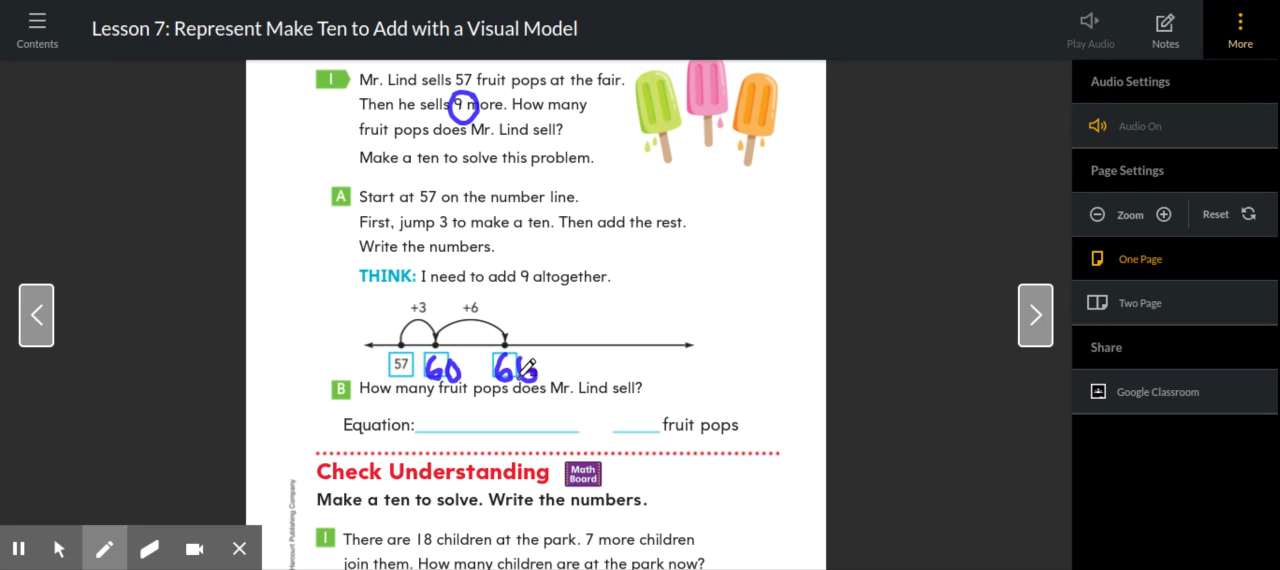 Contents
Lesson 7: Represent Make Ten to Add with a Visual Model
Play Audio
Notes
More
1 Mr. Lind sells 57 fruit pops at the fair.
Then he sells 9 more. How many
fruit pops does Mr. Lind sell?
Make a ten to solve this problem.
A Start at 57 on the number line.
First, jump 3 to make a ten. Then add the rest.
Write the numbers.
THINK: I need to add 9 altogether.
+3 +6
57 60 66
B How many fruit pops does Mr. Lind sell?
Equation: fruit pops
Check Understanding Math Board
Make a ten to solve. Write the numbers.
1 There are 18 children at the park. 7 more children
join them. How many children are at the park now?
Harcourt Publishing Company
Audio Settings
Audio On
Page Settings
Zoom Reset
One Page
Two Page
Share
Google Classroom